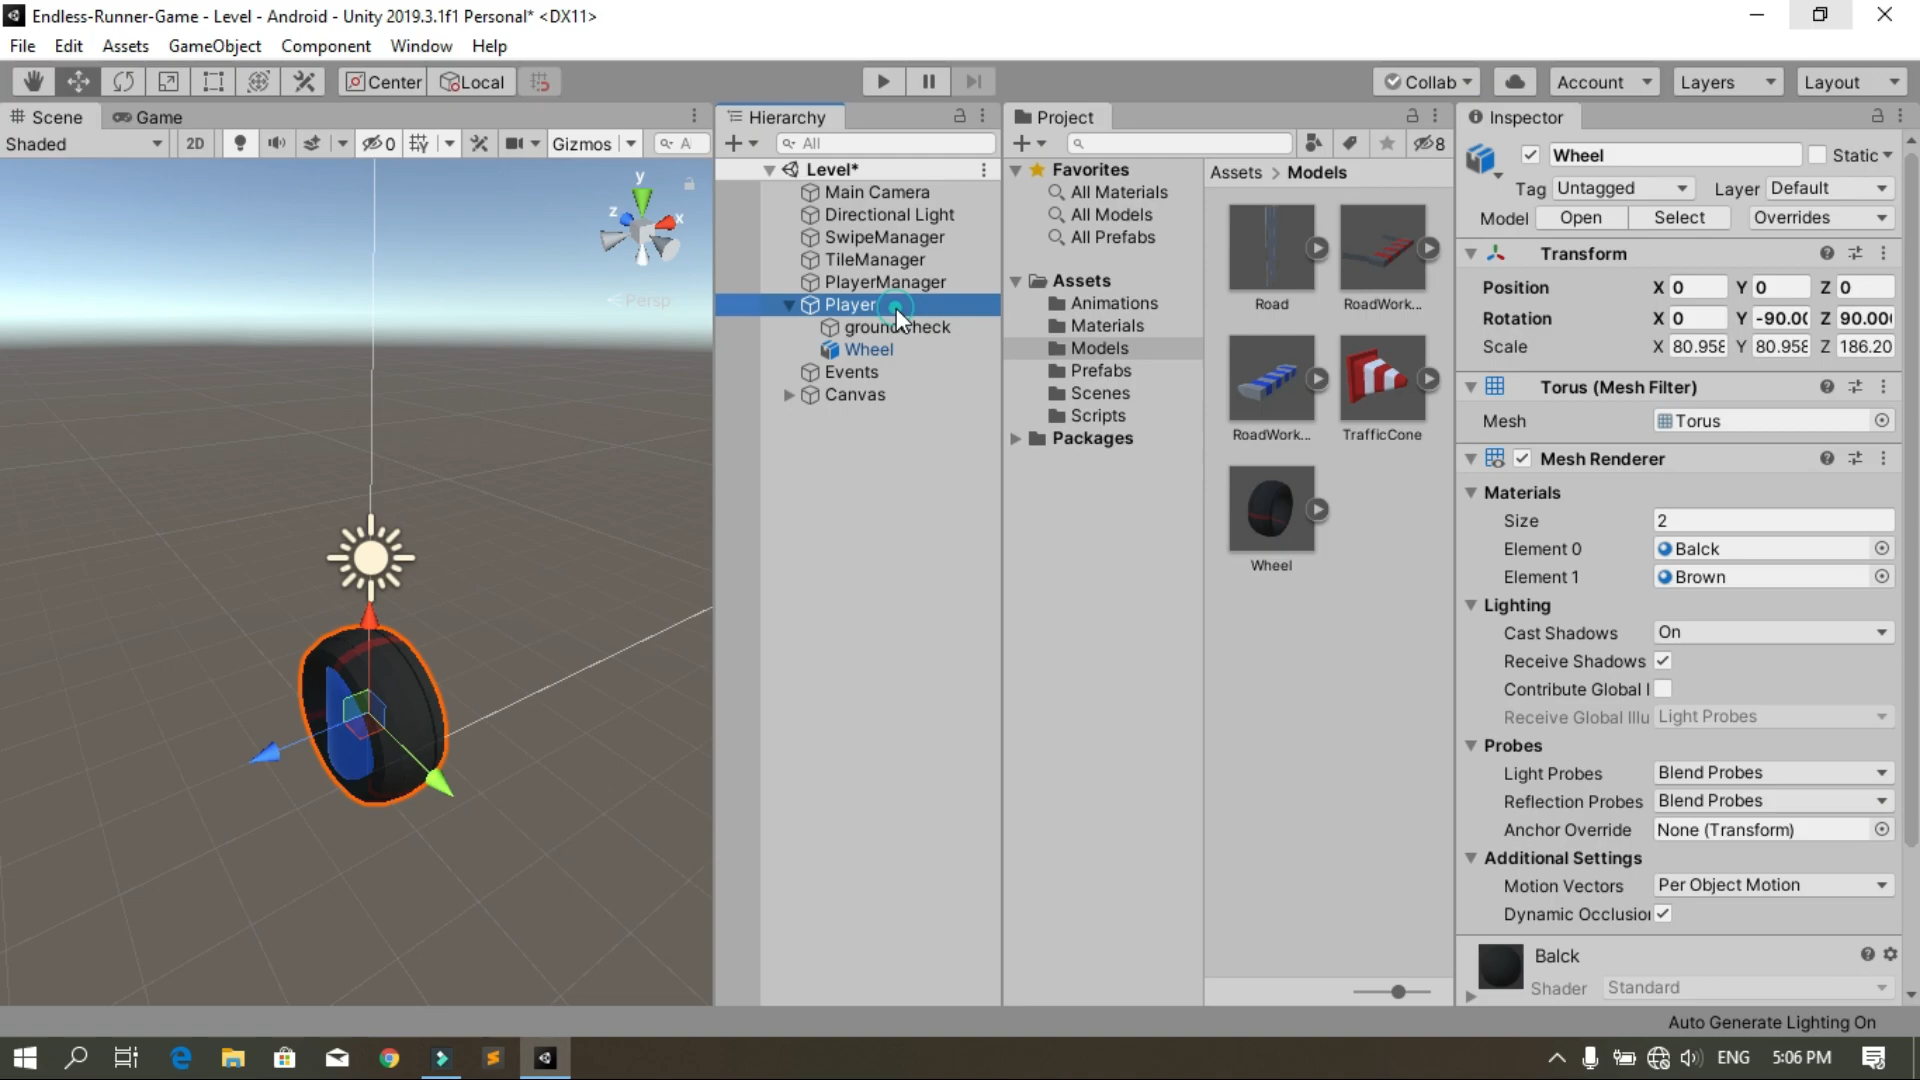 Endless-Runner-Game - Level - Android - Unity 2019.3.1f1 Personal* <DX11>
File Edit Assets GameObject Component Window Help
Center Local Collab Account Layers Layout
Scene Game
Shaded 2D 0 Gizmos A
y
z x
Persp
Hierarchy
All
Level*
Main Camera
Directional Light
SwipeManager
TileManager
PlayerManager
Player
groundcheck
Wheel
Events
Canvas
Project
8
Favorites
All Materials
All Models
All Prefabs
Assets
Animations
Materials
Models
Prefabs
Scenes
Scripts
Packages
Assets > Models
Road RoadWork...
RoadWork... TrafficCone
Wheel
Inspector
Wheel Static
Tag Untagged Layer Default
Model Open Select Overrides
Transform
Position X 0 Y 0 Z 0
Rotation X 0 Y -90.0( Z 90.00(
Scale X 80.958 Y 80.958 Z 186.20
Torus (Mesh Filter)
Mesh Torus
Mesh Renderer
Materials
Size 2
Element 0 Balck
Element 1 Brown
Lighting
Cast Shadows On
Receive Shadows
Contribute Global I
Receive Global Illu Light Probes
Probes
Light Probes Blend Probes
Reflection Probes Blend Probes
Anchor Override None (Transform)
Additional Settings
Motion Vectors Per Object Motion
Dynamic Occlusion
Balck
Shader Standard
Auto Generate Lighting On
ENG 5:06 PM